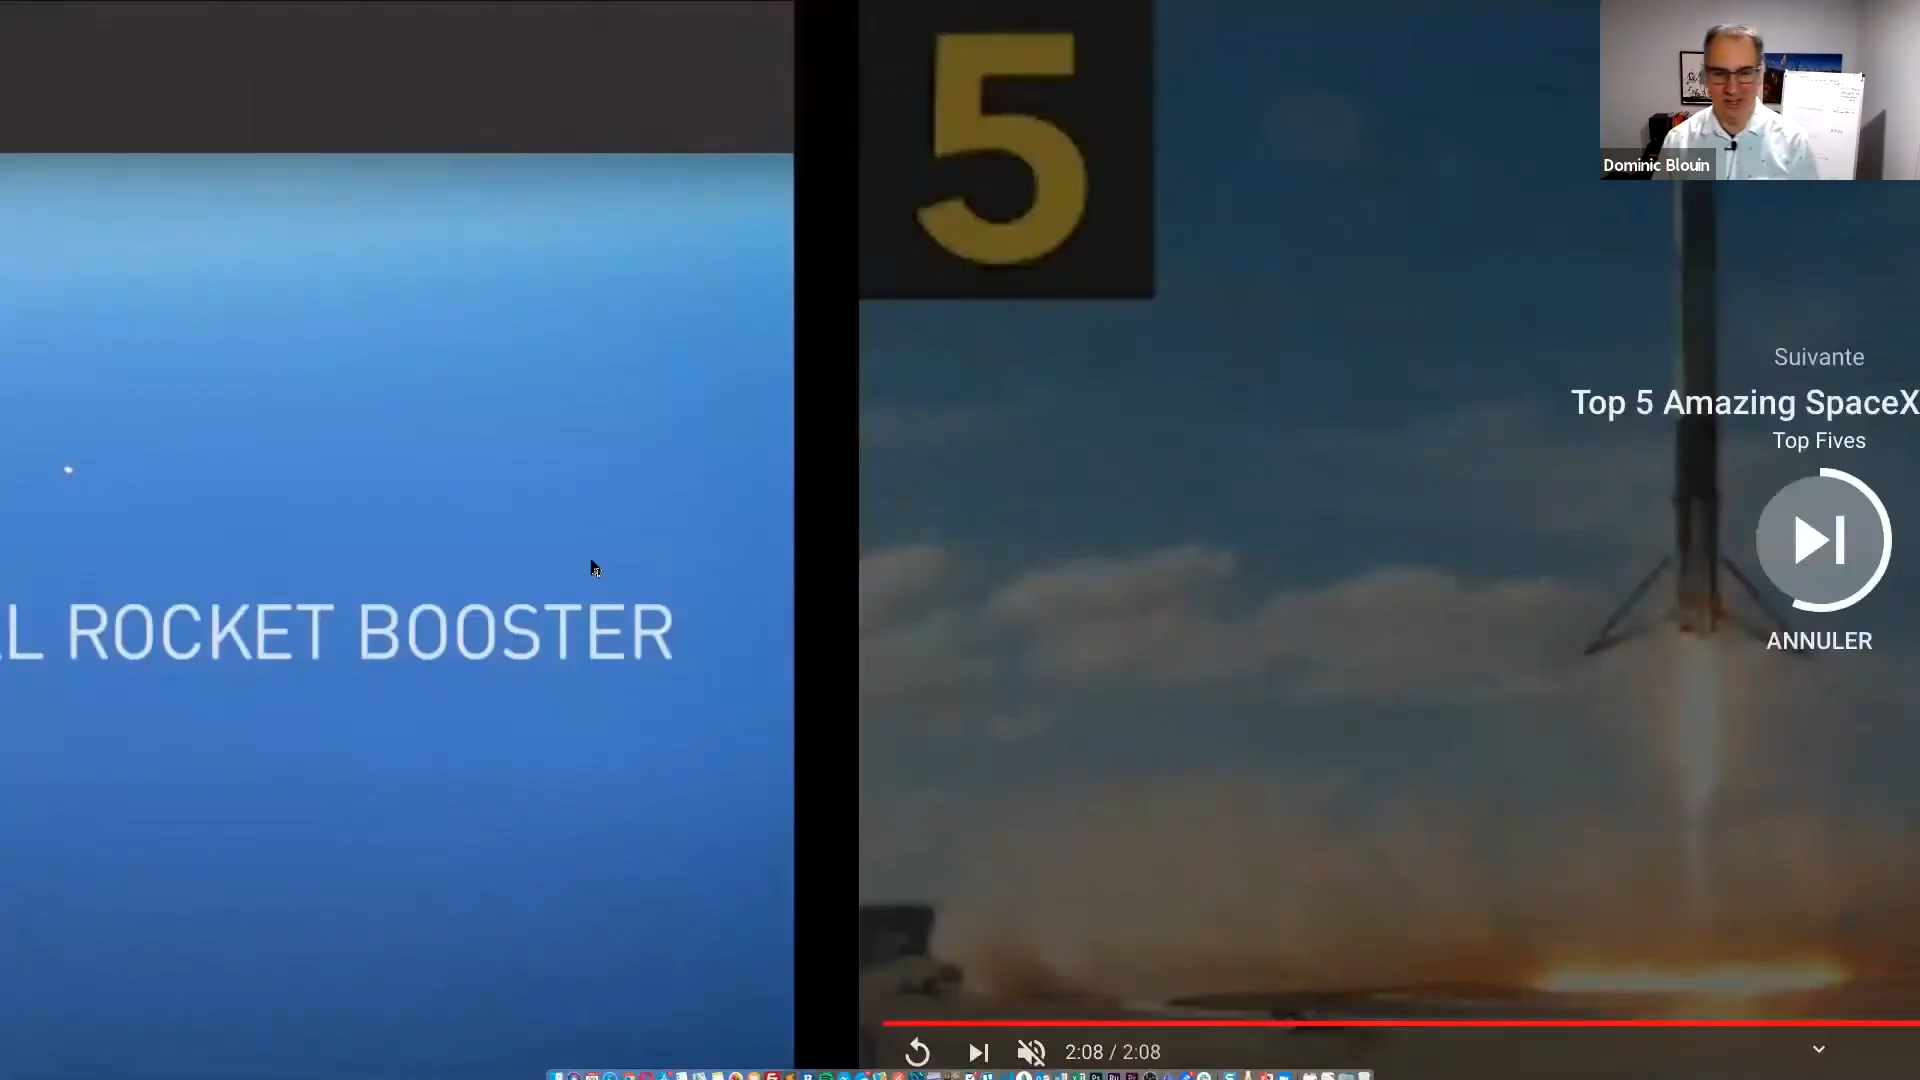 5
Dominic Blouin
Suivante
Top 5 Amazing SpaceX
Top Fives
ROCKET BOOSTER
ANNULER
2:08 / 2:08